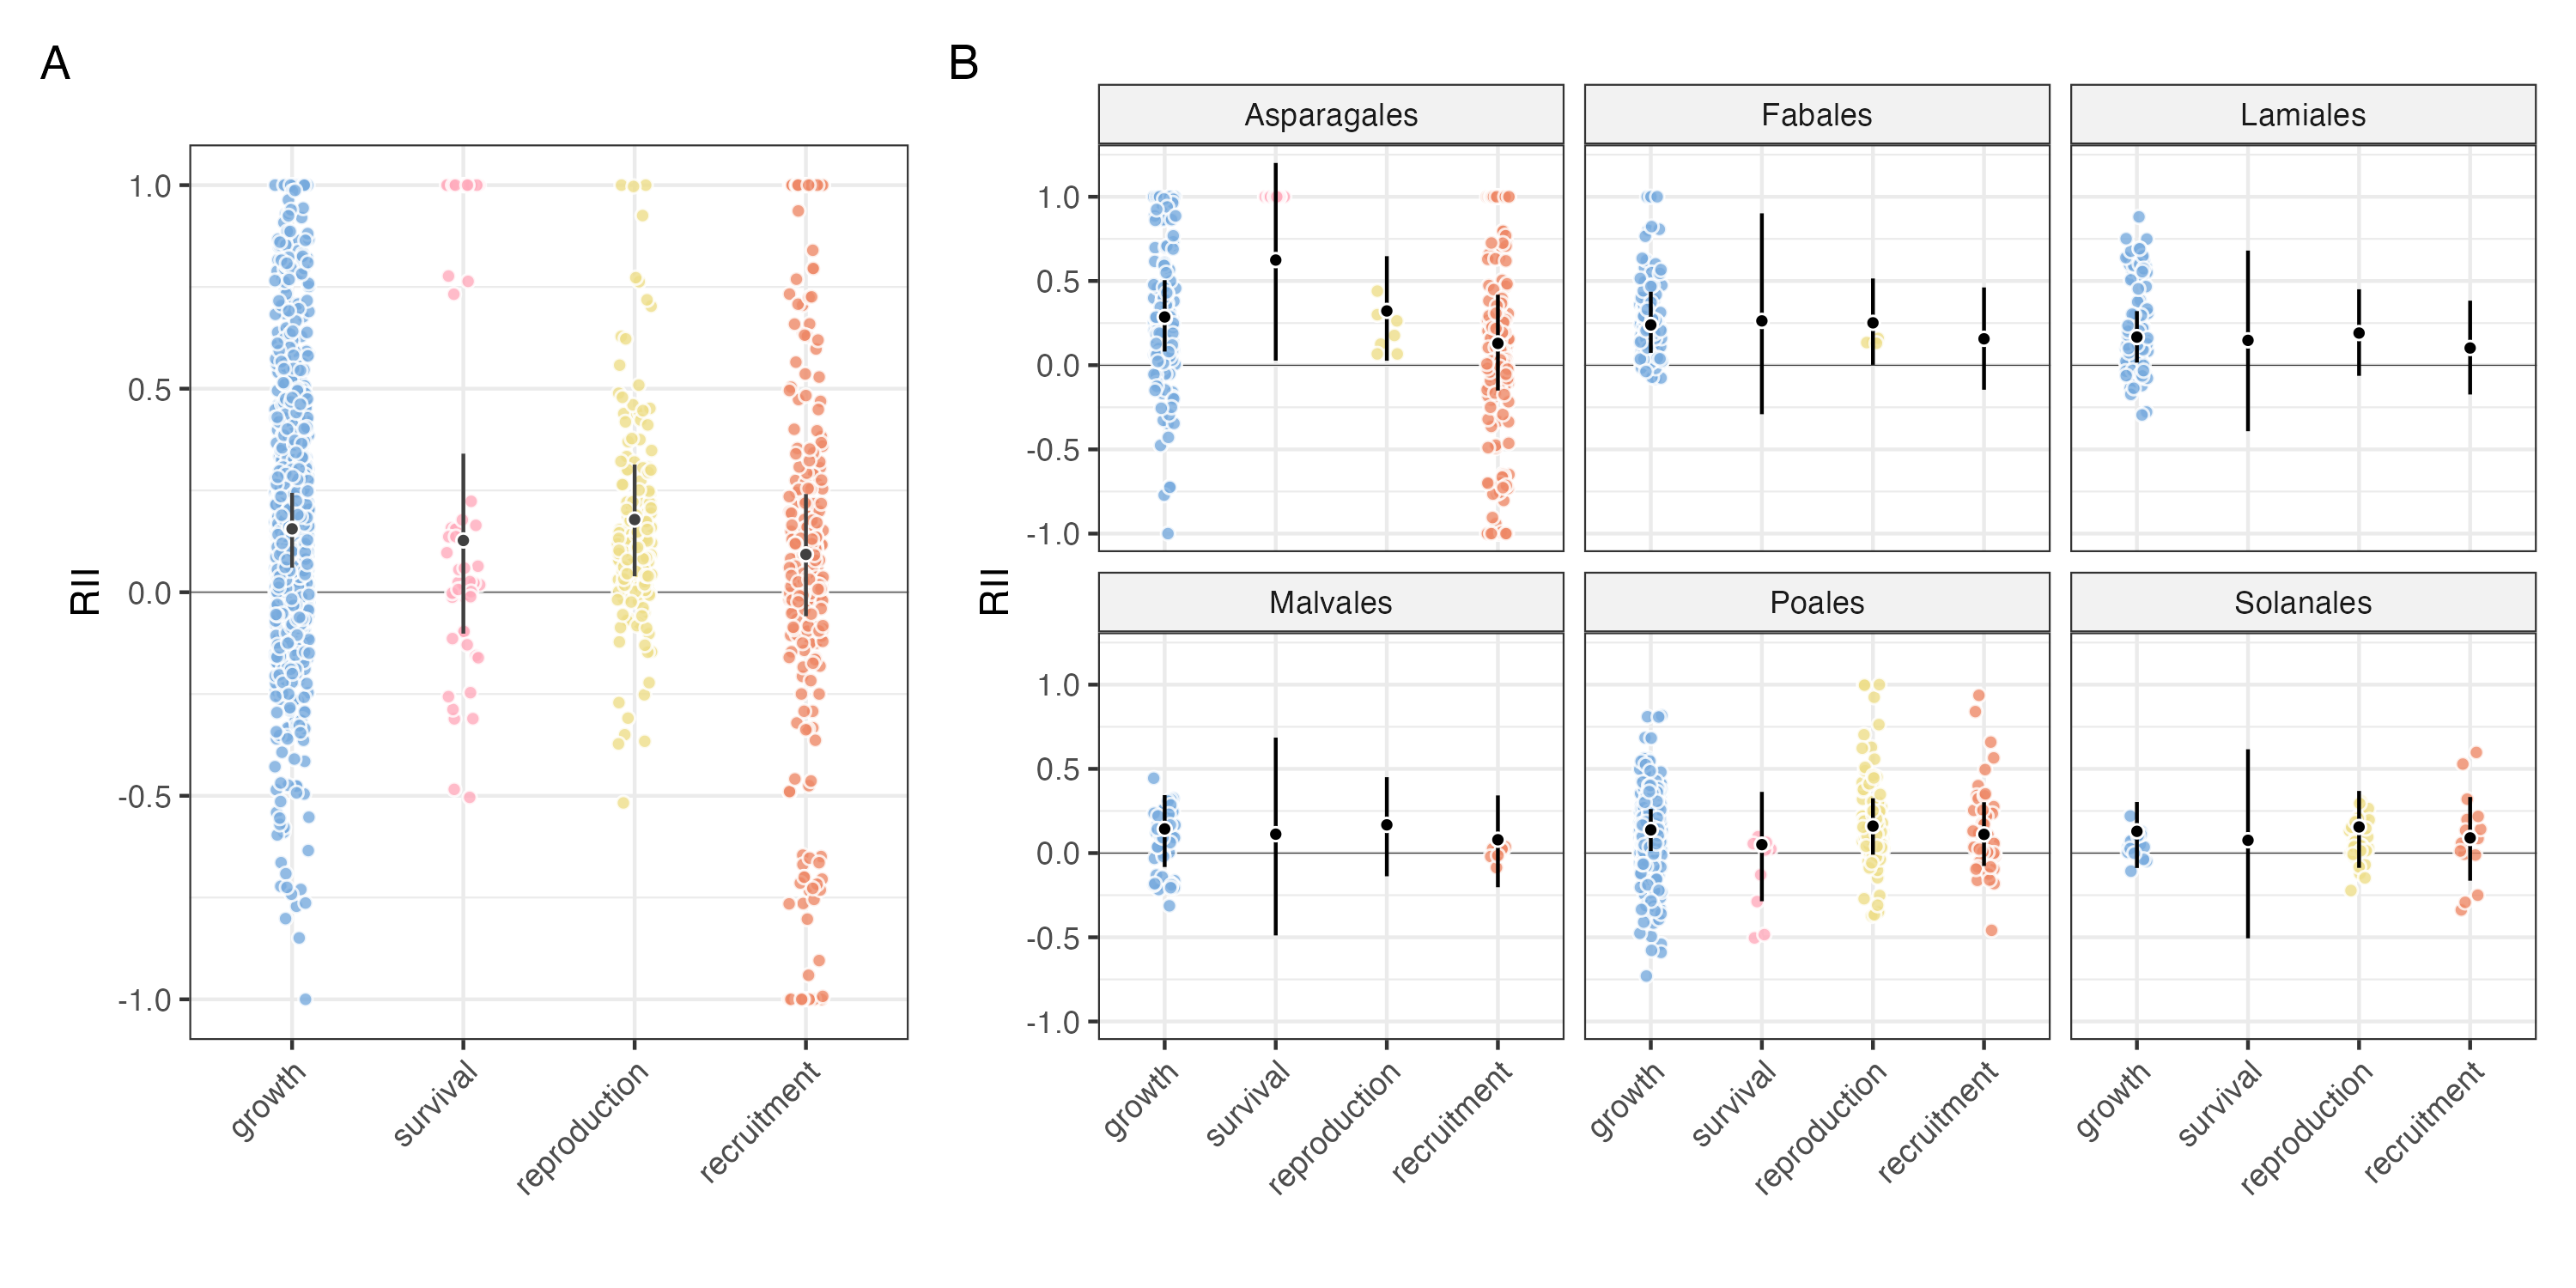 A
RII
1.0
0.5
0.0
-0.5
-1.0
growth
survival
reproduction
recruitment
B
RII
Asparagales
Fabales
Lamiales
1.0
0.5
0.0
-0.5
-1.0
Malvales
Poales
Solanales
1.0
0.5
0.0
-0.5
-1.0
growth
survival
reproduction
recruitment
growth
survival
reproduction
recruitment
growth
survival
reproduction
recruitment